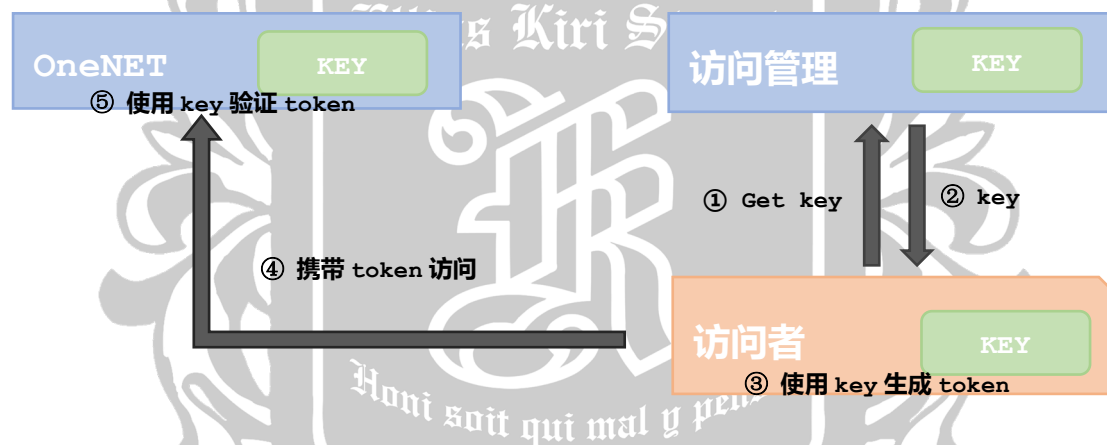 Kiri
OneNET
KEY
⑤ 使用 key 验证 token
访问管理
KEY
① Get key
② key
④ 携带 token 访问
访问者
KEY
③ 使用 key 生成 token
Honi soit qui mal y